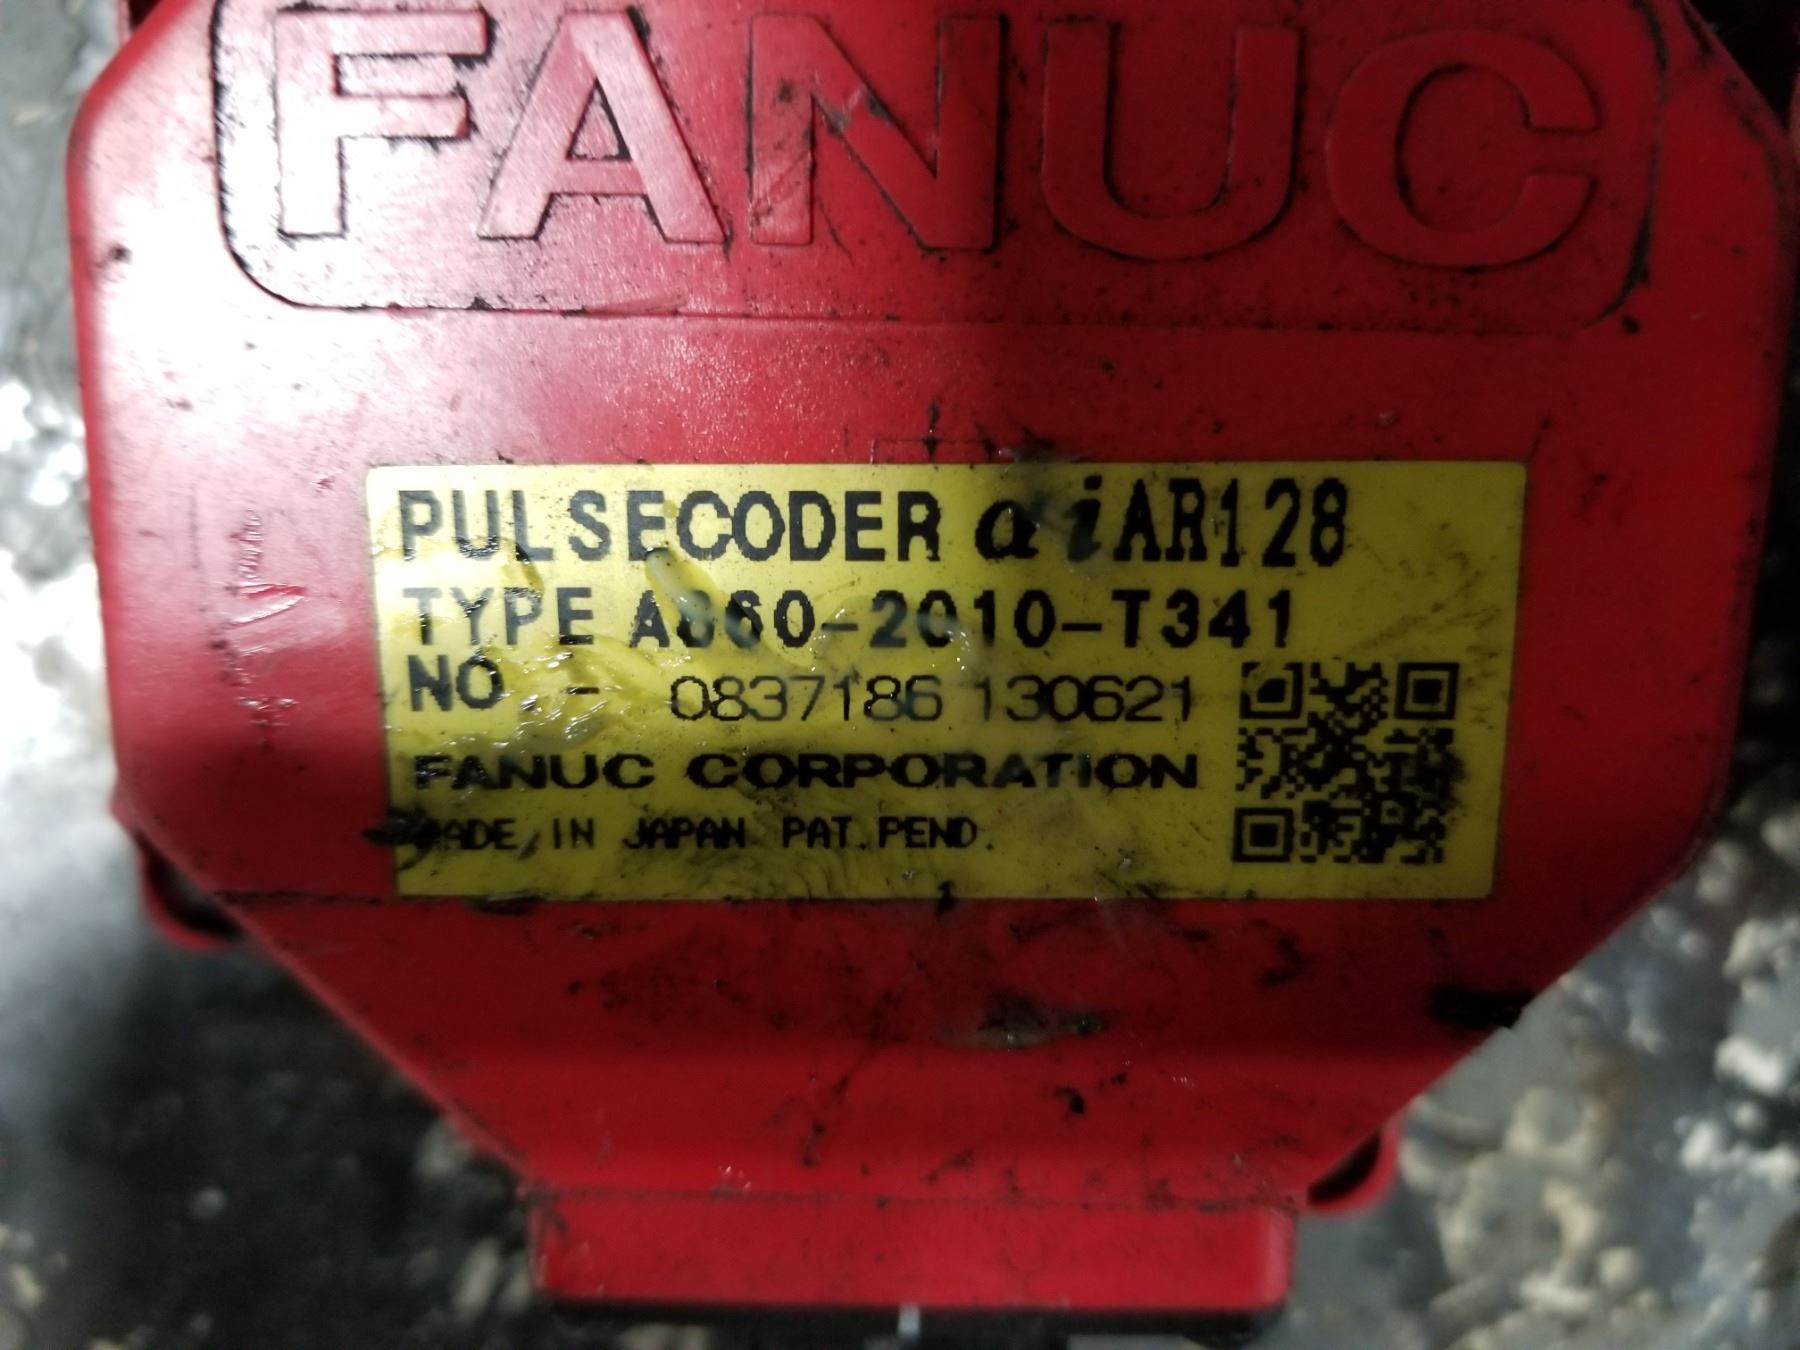 FANUC
PULSECODER αiAR128
TYPE A860-2010-T341
NO. - 0837186 130621
FANUC CORPORATION
MADE IN JAPAN PAT.PEND.